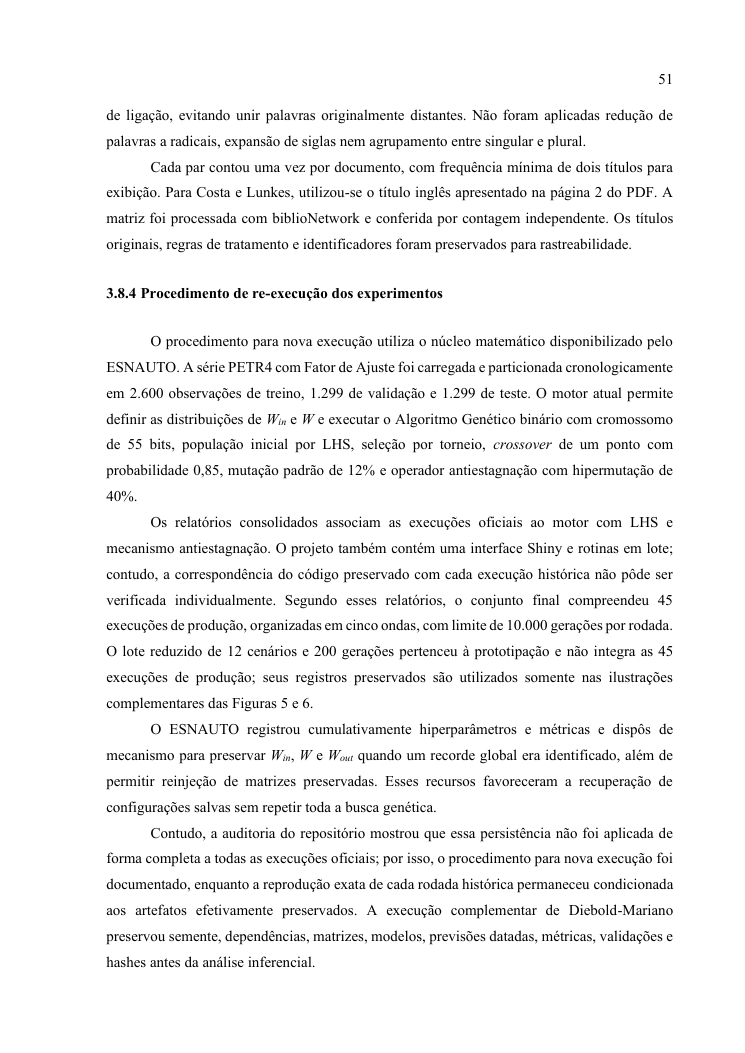 51
de ligação, evitando unir palavras originalmente distantes. Não foram aplicadas redução de
palavras a radicais, expansão de siglas nem agrupamento entre singular e plural.
Cada par contou uma vez por documento, com frequência mínima de dois títulos para
exibição. Para Costa e Lunkes, utilizou-se o título inglês apresentado na página 2 do PDF. A
matriz foi processada com biblioNetwork e conferida por contagem independente. Os títulos
originais, regras de tratamento e identificadores foram preservados para rastreabilidade.
3.8.4 Procedimento de re-execução dos experimentos
O procedimento para nova execução utiliza o núcleo matemático disponibilizado pelo
ESNAUTO. A série PETR4 com Fator de Ajuste foi carregada e particionada cronologicamente
em 2.600 observações de treino, 1.299 de validação e 1.299 de teste. O motor atual permite
definir as distribuições de Win e W e executar o Algoritmo Genético binário com cromossomo
de 55 bits, população inicial por LHS, seleção por torneio, crossover de um ponto com
probabilidade 0,85, mutação padrão de 12% e operador antiestagnação com hipermutação de
40%.
Os relatórios consolidados associam as execuções oficiais ao motor com LHS e
mecanismo antiestagnação. O projeto também contém uma interface Shiny e rotinas em lote;
contudo, a correspondência do código preservado com cada execução histórica não pôde ser
verificada individualmente. Segundo esses relatórios, o conjunto final compreendeu 45
execuções de produção, organizadas em cinco ondas, com limite de 10.000 gerações por rodada.
O lote reduzido de 12 cenários e 200 gerações pertenceu à prototipação e não integra as 45
execuções de produção; seus registros preservados são utilizados somente nas ilustrações
complementares das Figuras 5 e 6.
O ESNAUTO registrou cumulativamente hiperparâmetros e métricas e dispôs de
mecanismo para preservar Win, W e Wout quando um recorde global era identificado, além de
permitir reinjeção de matrizes preservadas. Esses recursos favoreceram a recuperação de
configurações salvas sem repetir toda a busca genética.
Contudo, a auditoria do repositório mostrou que essa persistência não foi aplicada de
forma completa a todas as execuções oficiais; por isso, o procedimento para nova execução foi
documentado, enquanto a reprodução exata de cada rodada histórica permaneceu condicionada
aos artefatos efetivamente preservados. A execução complementar de Diebold-Mariano
preservou semente, dependências, matrizes, modelos, previsões datadas, métricas, validações e
hashes antes da análise inferencial.